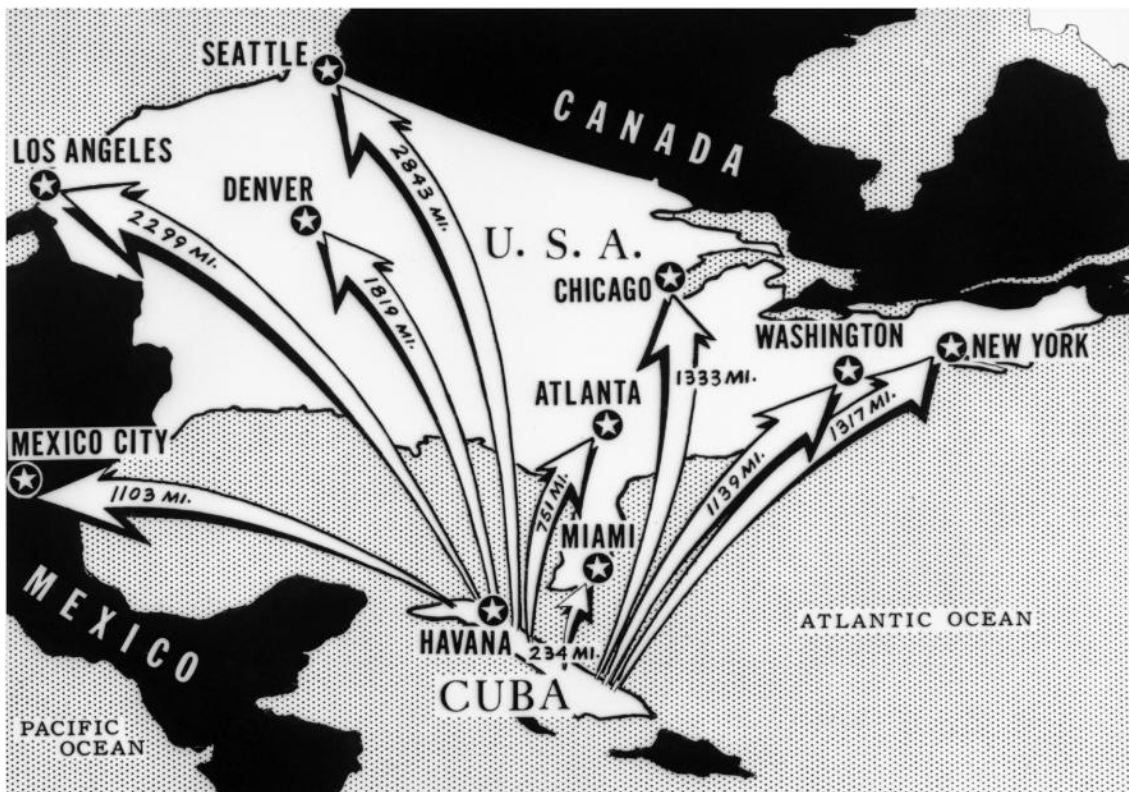 SEATTLE
CANADA
LOS ANGELES
2843 MI.
DENVER
2299 MI.
U. S. A.
CHICAGO
1819 MI.
WASHINGTON
NEW YORK
1333 MI.
ATLANTA
1317 MI.
MEXICO CITY
1139 MI.
1103 MI.
751 MI.
MIAMI
MEXICO
HAVANA
ATLANTIC OCEAN
234 MI.
CUBA
PACIFIC
OCEAN